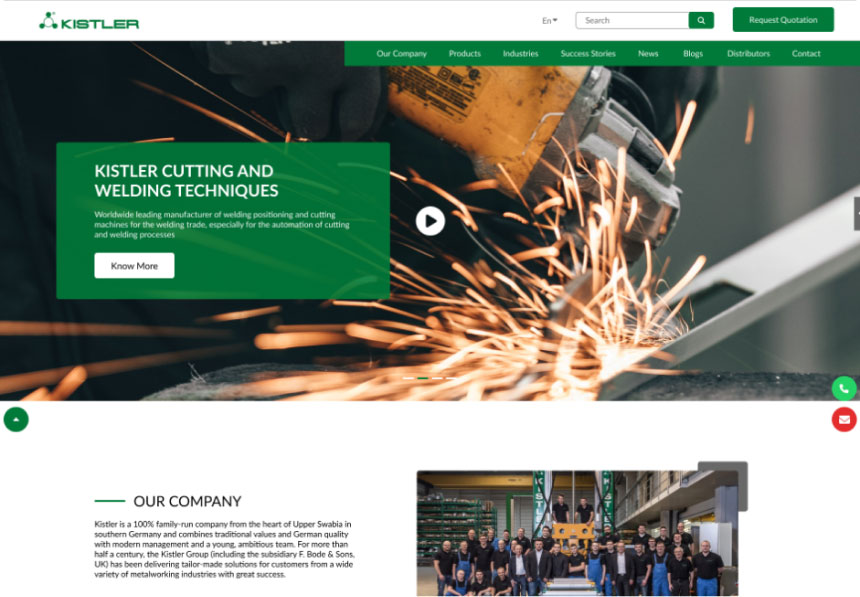 KISTLER
En
Search
Request Quotation
Our Company Products Industries Success Stories News Blogs Distributors Contact
KISTLER CUTTING AND
WELDING TECHNIQUES
Worldwide leading manufacturer of welding positioning and cutting
machines for the welding trade, especially for the automation of cutting
and welding processes
Know More
OUR COMPANY
Kistler is a 100% family-run company from the heart of Upper Swabia in
southern Germany and combines traditional values and German quality
with modern management and a young, ambitious team. For more than
half a century, the Kistler Group (including the subsidiary F. Bode & Sons,
UK) has been delivering tailor-made solutions for customers from a wide
variety of metalworking industries with great success.
KISTLER
KISTLER